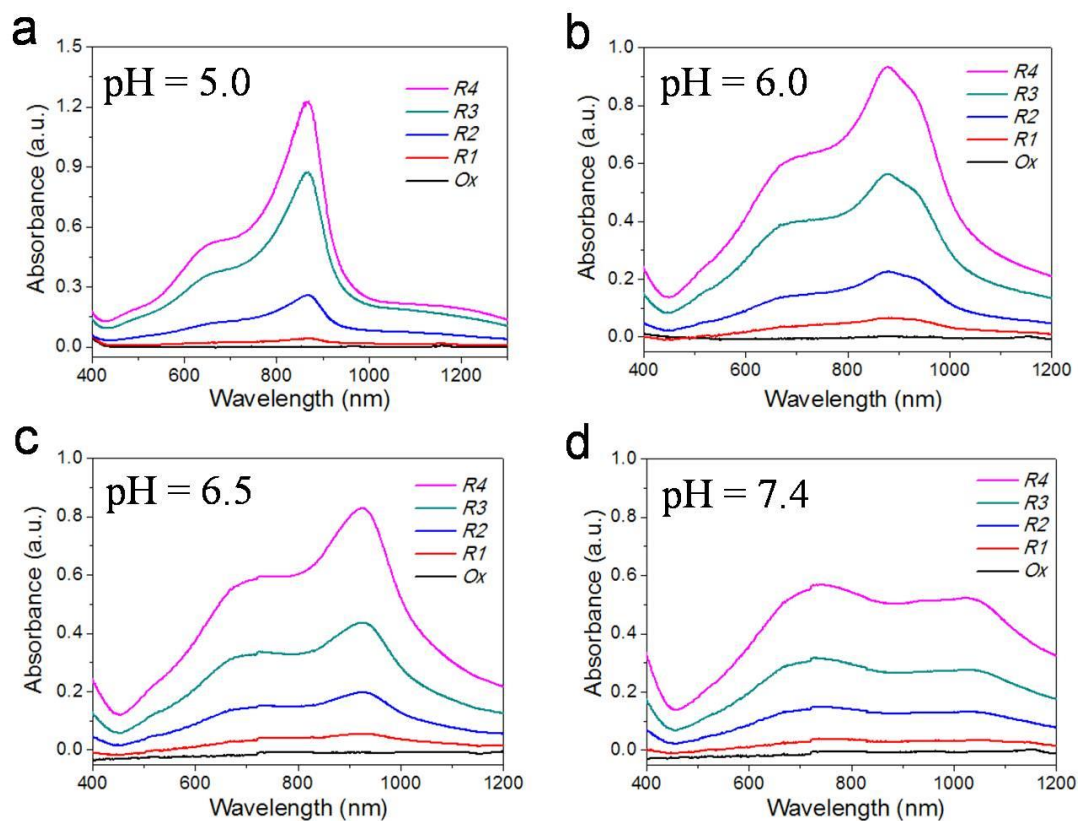 a
pH = 5.0
R4
R3
R2
R1
Ox
1.5
1.2
0.9
0.6
0.3
0.0
Absorbance (a.u.)
400 600 800 1000 1200
Wavelength (nm)
b
pH = 6.0
R4
R3
R2
R1
Ox
1.0
0.8
0.6
0.4
0.2
0.0
Absorbance (a.u.)
400 600 800 1000 1200
Wavelength (nm)
c
pH = 6.5
R4
R3
R2
R1
Ox
1.0
0.8
0.6
0.4
0.2
0.0
Absorbance (a.u.)
400 600 800 1000 1200
Wavelength (nm)
d
pH = 7.4
R4
R3
R2
R1
Ox
1.0
0.8
0.6
0.4
0.2
0.0
Absorbance (a.u.)
400 600 800 1000 1200
Wavelength (nm)